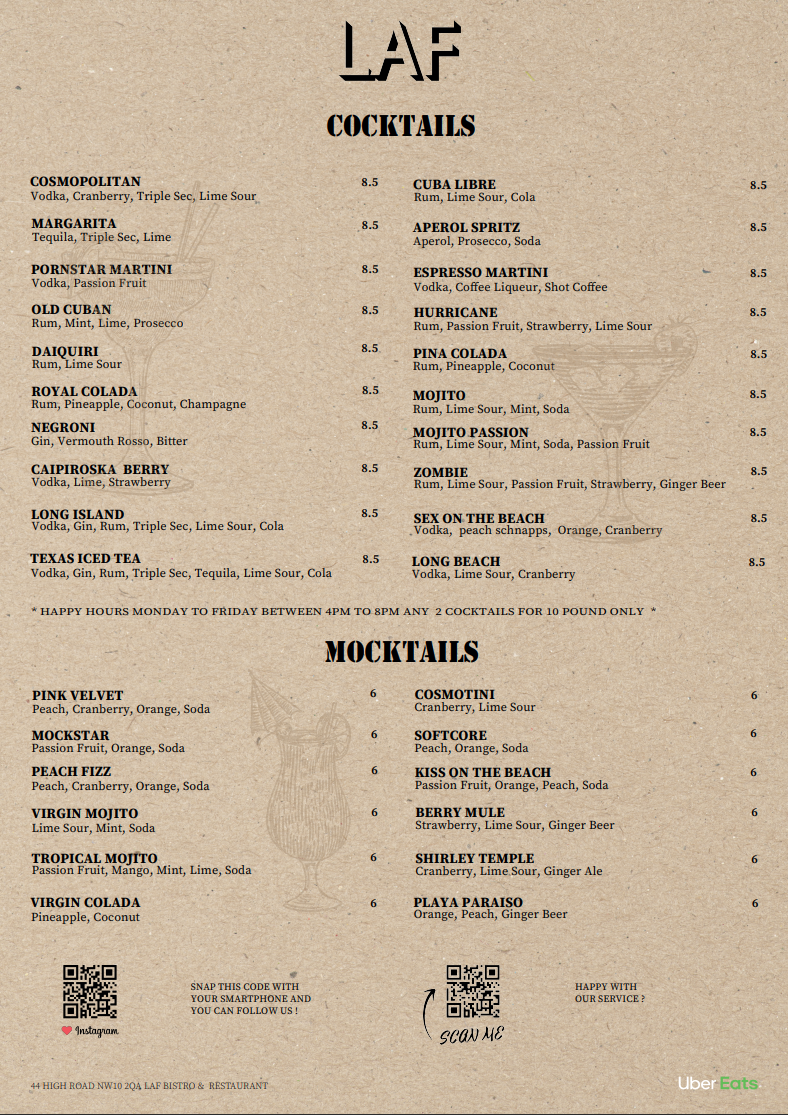 LAF
COCKTAILS
COSMOPOLITAN 8.5
Vodka, Cranberry, Triple Sec, Lime Sour
MARGARITA 8.5
Tequila, Triple Sec, Lime
PORNSTAR MARTINI 8.5
Vodka, Passion Fruit
OLD CUBAN 8.5
Rum, Mint, Lime, Prosecco
DAIQUIRI 8.5
Rum, Lime Sour
ROYAL COLADA 8.5
Rum, Pineapple, Coconut, Champagne
NEGRONI 8.5
Gin, Vermouth Rosso, Bitter
CAIPIROSKA BERRY 8.5
Vodka, Lime, Strawberry
LONG ISLAND 8.5
Vodka, Gin, Rum, Triple Sec, Lime Sour, Cola
TEXAS ICED TEA 8.5
Vodka, Gin, Rum, Triple Sec, Tequila, Lime Sour, Cola
CUBA LIBRE 8.5
Rum, Lime Sour, Cola
APEROL SPRITZ 8.5
Aperol, Prosecco, Soda
ESPRESSO MARTINI 8.5
Vodka, Coffee Liqueur, Shot Coffee
HURRICANE 8.5
Rum, Passion Fruit, Strawberry, Lime Sour
PINA COLADA 8.5
Rum, Pineapple, Coconut
MOJITO 8.5
Rum, Lime Sour, Mint, Soda
MOJITO PASSION 8.5
Rum, Lime Sour, Mint, Soda, Passion Fruit
ZOMBIE 8.5
Rum, Lime Sour, Passion Fruit, Strawberry, Ginger Beer
SEX ON THE BEACH 8.5
Vodka, peach schnapps, Orange, Cranberry
LONG BEACH 8.5
Vodka, Lime Sour, Cranberry
* HAPPY HOURS MONDAY TO FRIDAY BETWEEN 4PM TO 8PM ANY 2 COCKTAILS FOR 10 POUND ONLY *
MOCKTAILS
PINK VELVET 6
Peach, Cranberry, Orange, Soda
MOCKSTAR 6
Passion Fruit, Orange, Soda
PEACH FIZZ 6
Peach, Cranberry, Orange, Soda
VIRGIN MOJITO 6
Lime Sour, Mint, Soda
TROPICAL MOJITO 6
Passion Fruit, Mango, Mint, Lime, Soda
VIRGIN COLADA 6
Pineapple, Coconut
COSMOTINI 6
Cranberry, Lime Sour
SOFTCORE 6
Peach, Orange, Soda
KISS ON THE BEACH 6
Passion Fruit, Orange, Peach, Soda
BERRY MULE 6
Strawberry, Lime Sour, Ginger Beer
SHIRLEY TEMPLE 6
Cranberry, Lime Sour, Ginger Ale
PLAYA PARAISO 6
Orange, Peach, Ginger Beer
Instagram
SNAP THIS CODE WITH
YOUR SMARTPHONE AND
YOU CAN FOLLOW US !
SCAN ME
HAPPY WITH
OUR SERVICE ?
44 HIGH ROAD NW10 2QA LAF BISTRO & RESTAURANT
Uber Eats